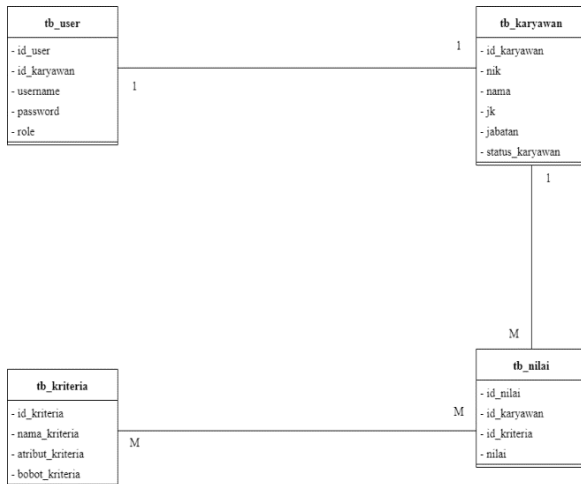 tb_user
- id_user
- id_karyawan
- username
- password
- role
1
1
tb_karyawan
- id_karyawan
- nik
- nama
- jk
- jabatan
- status_karyawan
1
M
tb_kriteria
- id_kriteria
- nama_kriteria
- atribut_kriteria
- bobot_kriteria
M
M
tb_nilai
- id_nilai
- id_karyawan
- id_kriteria
- nilai